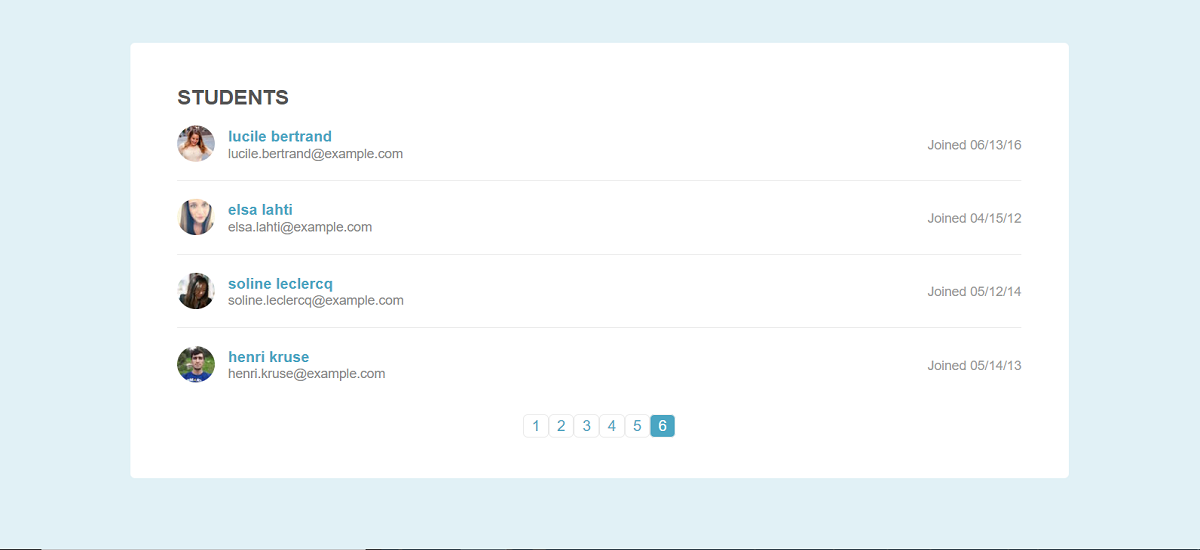 STUDENTS
lucile bertrand
lucile.bertrand@example.com
Joined 06/13/16
elsa lahti
elsa.lahti@example.com
Joined 04/15/12
soline leclercq
soline.leclercq@example.com
Joined 05/12/14
henri kruse
henri.kruse@example.com
Joined 05/14/13
1 2 3 4 5 6